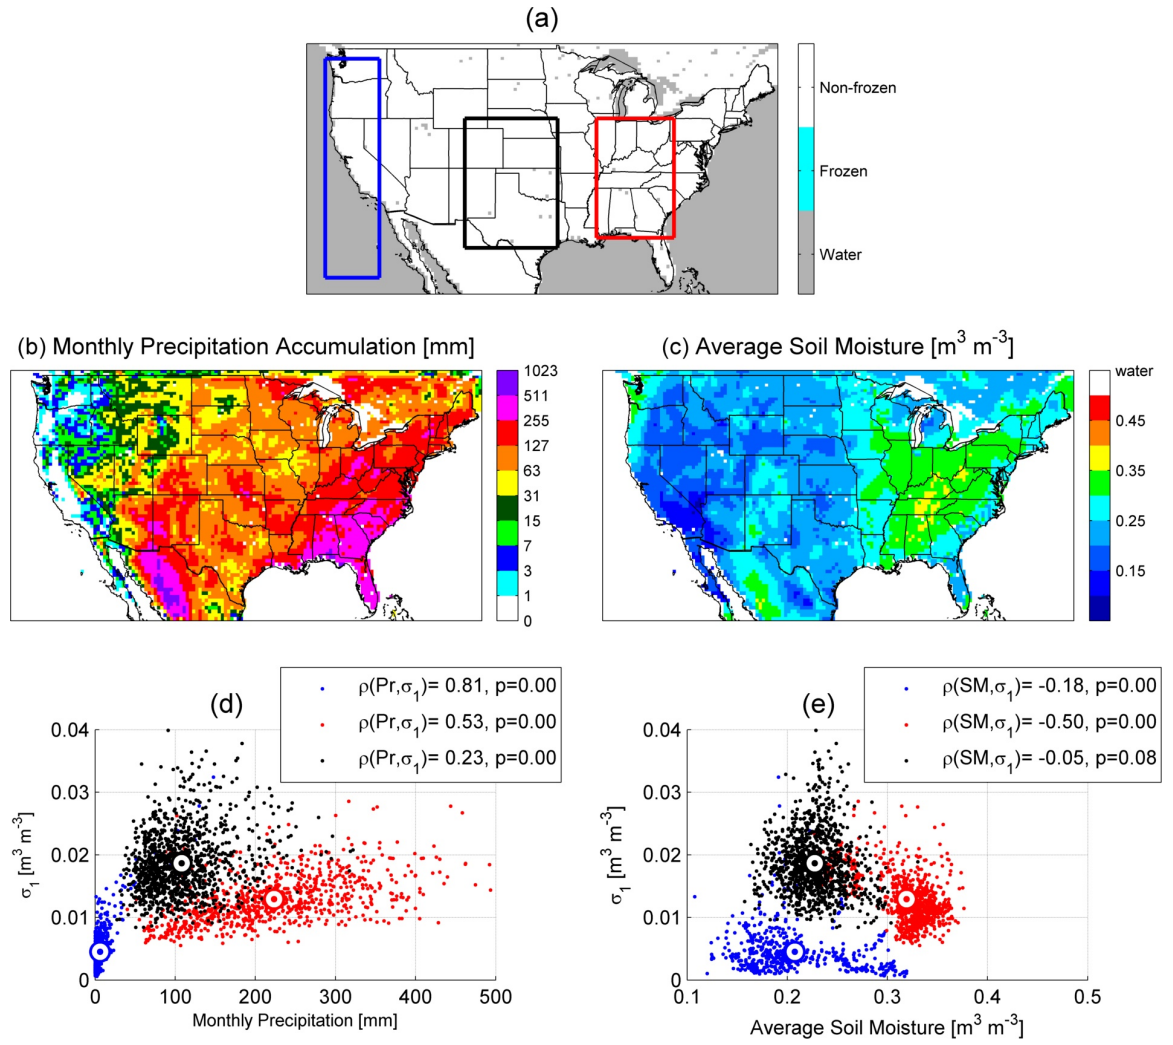 (a)
Non-frozen
Frozen
Water
(b) Monthly Precipitation Accumulation [mm]
1023
511
255
127
63
31
15
7
3
1
0
(c) Average Soil Moisture [m³ m⁻³]
water
0.45
0.35
0.25
0.15
(d)
ρ(Pr,σ₁)= 0.81, p=0.00
ρ(Pr,σ₁)= 0.53, p=0.00
ρ(Pr,σ₁)= 0.23, p=0.00
0.04
0.03
0.02
0.01
0
σ₁ [m³ m⁻³]
0 100 200 300 400 500
Monthly Precipitation [mm]
(e)
ρ(SM,σ₁)= -0.18, p=0.00
ρ(SM,σ₁)= -0.50, p=0.00
ρ(SM,σ₁)= -0.05, p=0.08
0.04
0.03
0.02
0.01
0
σ₁ [m³ m⁻³]
0.1 0.2 0.3 0.4 0.5
Average Soil Moisture [m³ m⁻³]